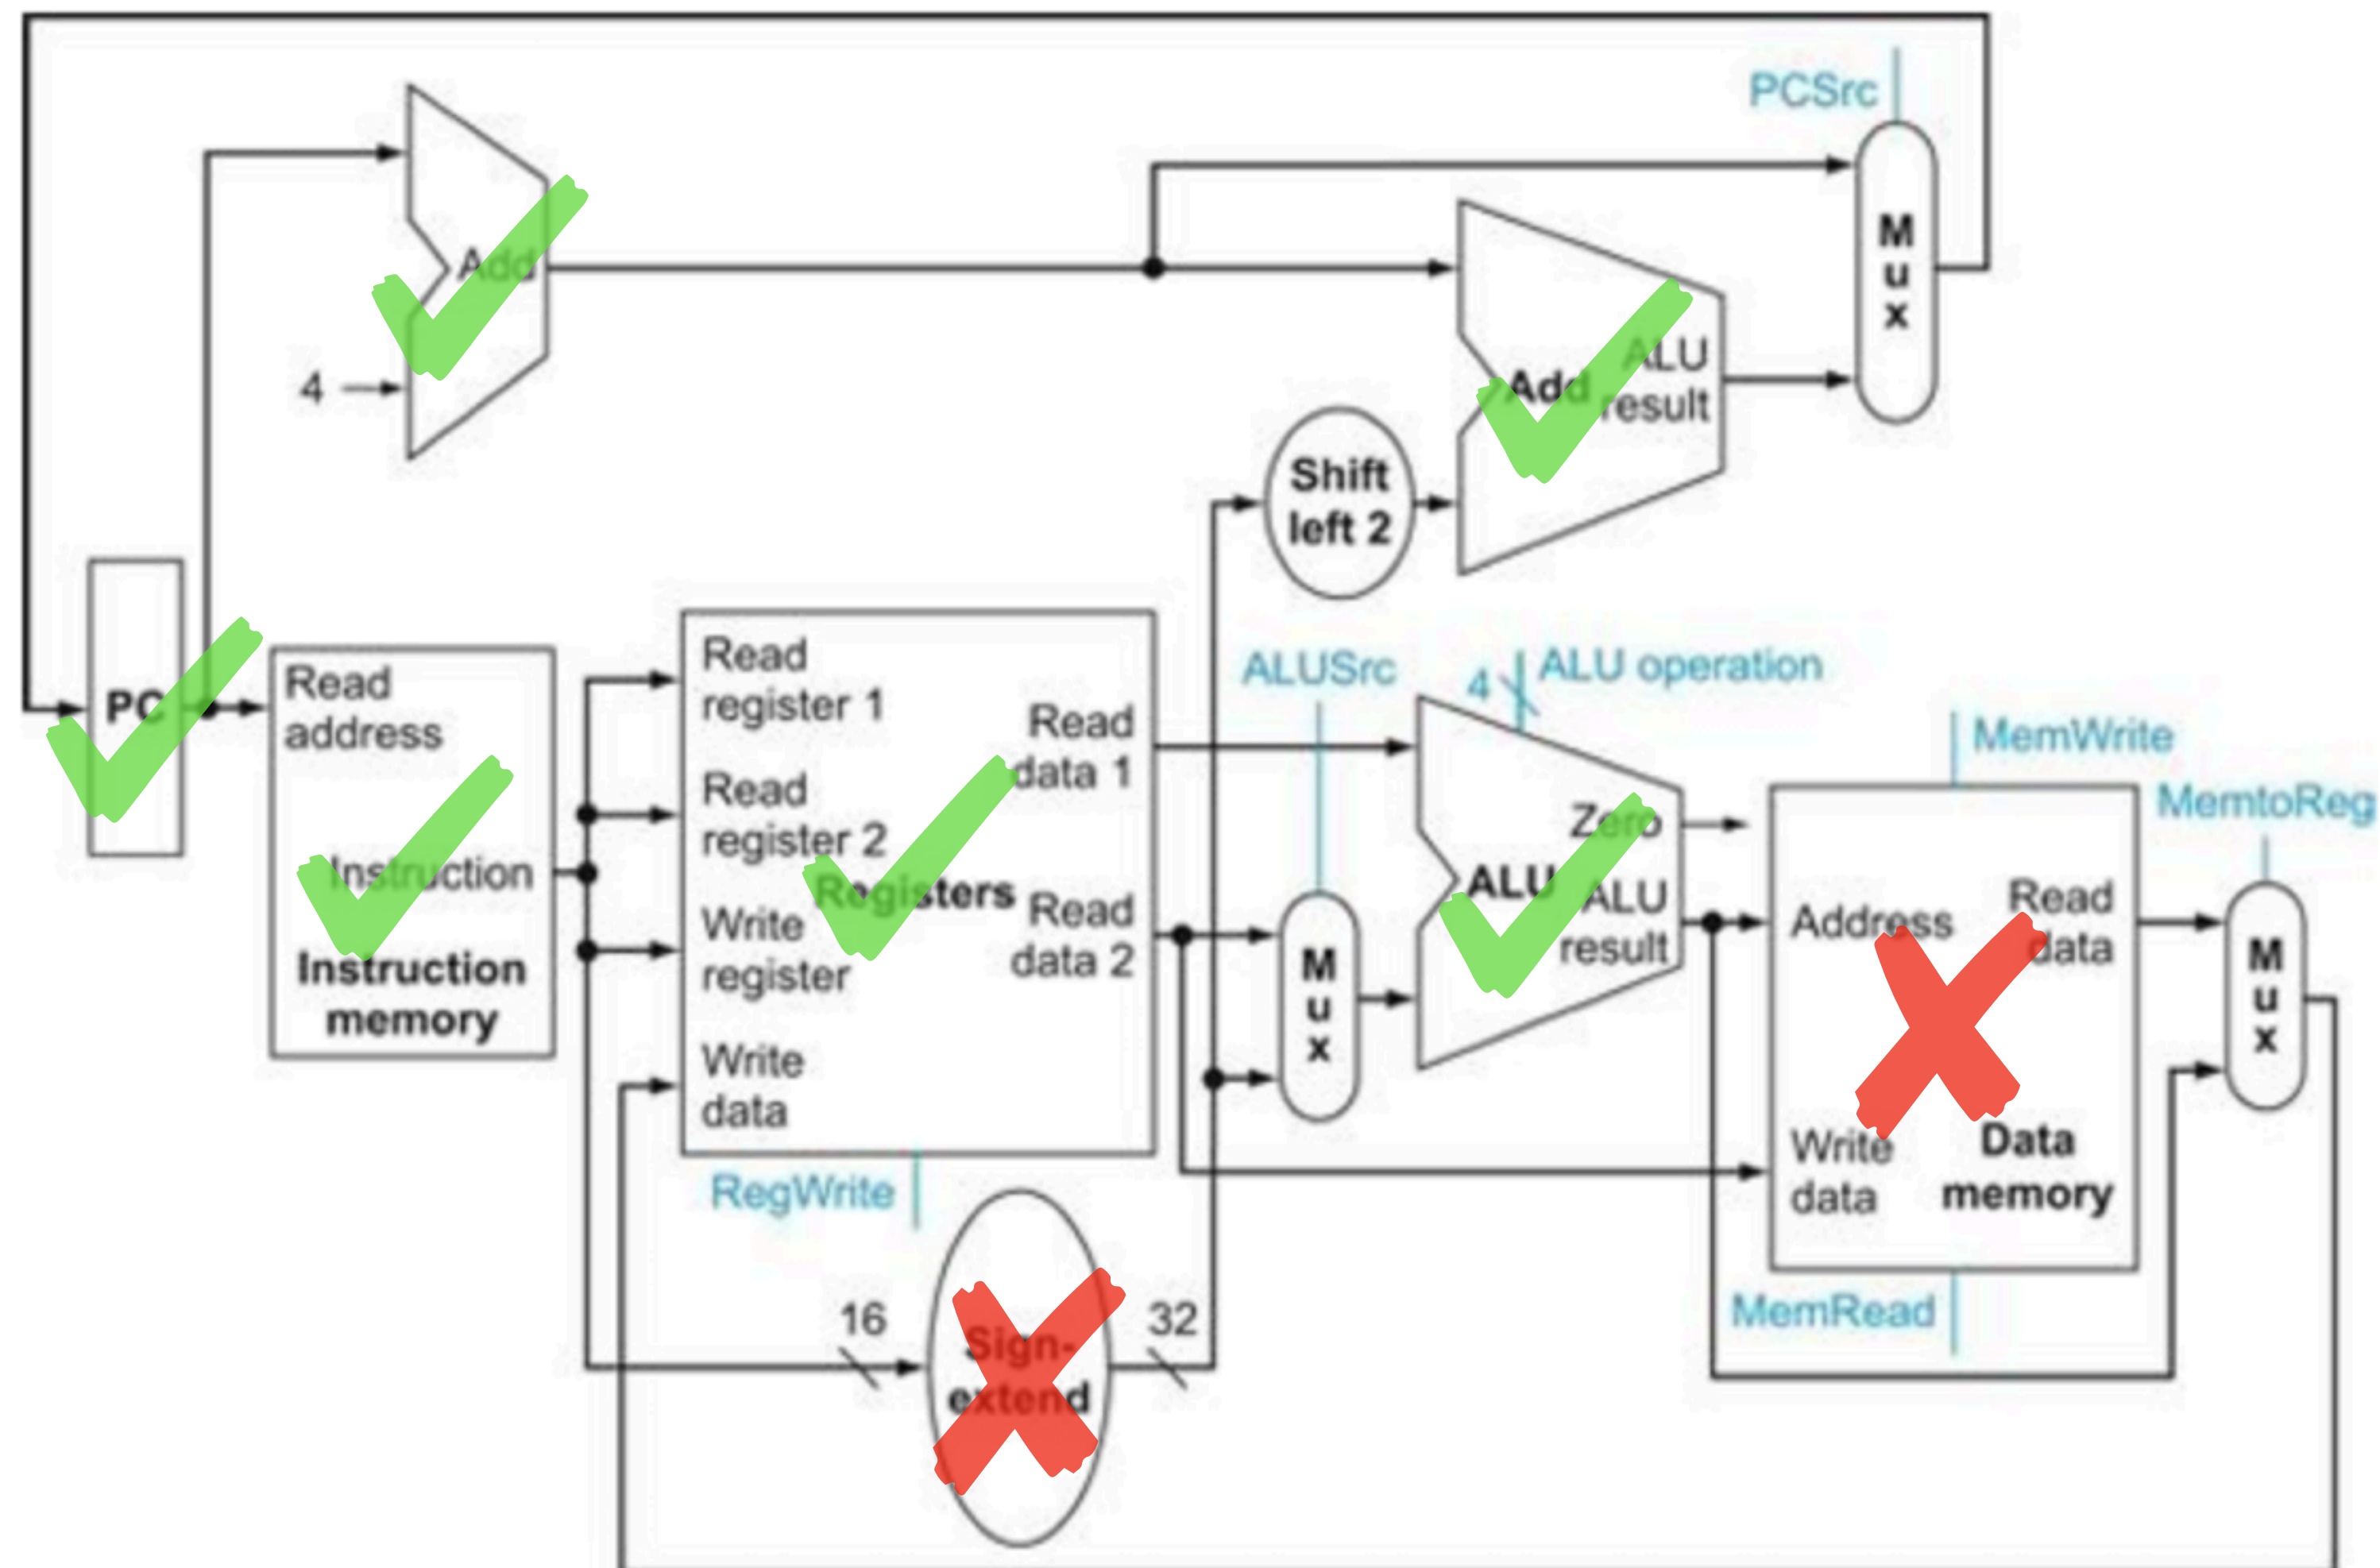 PCSrc
Add
4
M
u
x
Add
ALU
result
Shift
left 2
PC
Read
address
Instruction
Instruction
memory
Read
register 1
Read
register 2
Write
register
Write
data
Registers
Read
data 1
Read
data 2
RegWrite
16
Sign-
extend
32
ALUSrc
M
u
x
4
ALU operation
Zero
ALU
ALU
result
MemWrite
Address
Read
data
Write
data
Data
memory
MemRead
MemtoReg
M
u
x